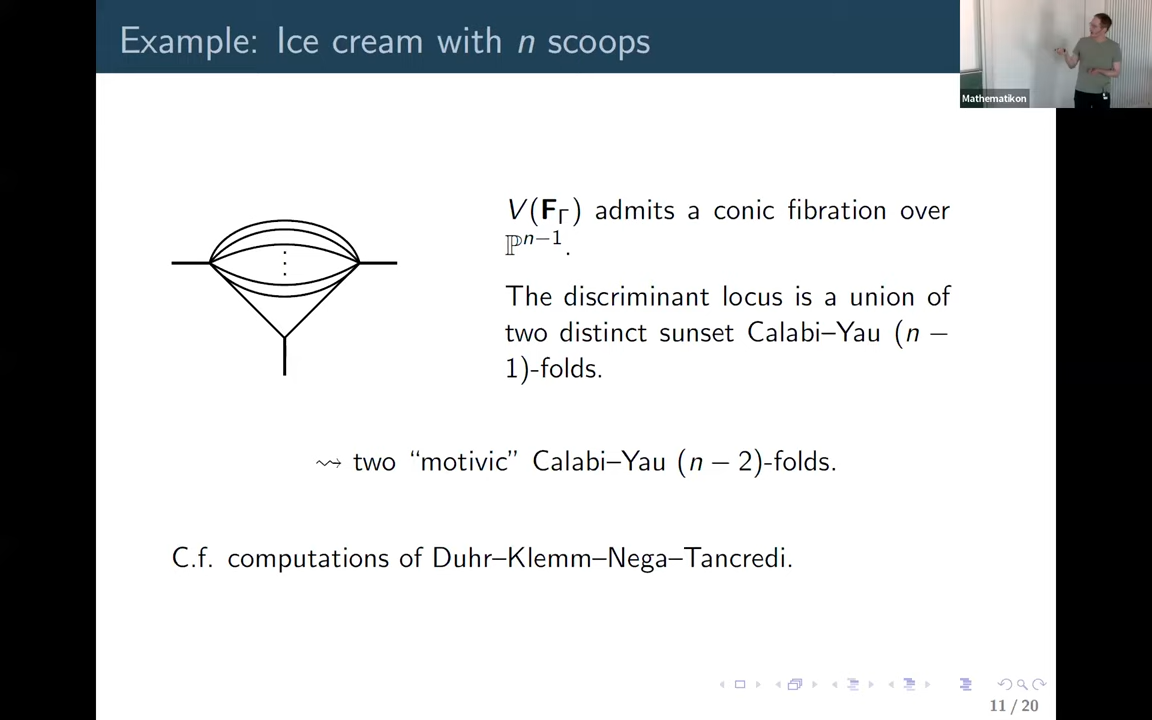 Example: Ice cream with n scoops
Mathematikon
V(F_Γ) admits a conic fibration over
ℙ^{n−1}.
The discriminant locus is a union of
two distinct sunset Calabi–Yau (n −
1)-folds.
⇝ two “motivic” Calabi–Yau (n − 2)-folds.
C.f. computations of Duhr–Klemm–Nega–Tancredi.
11 / 20